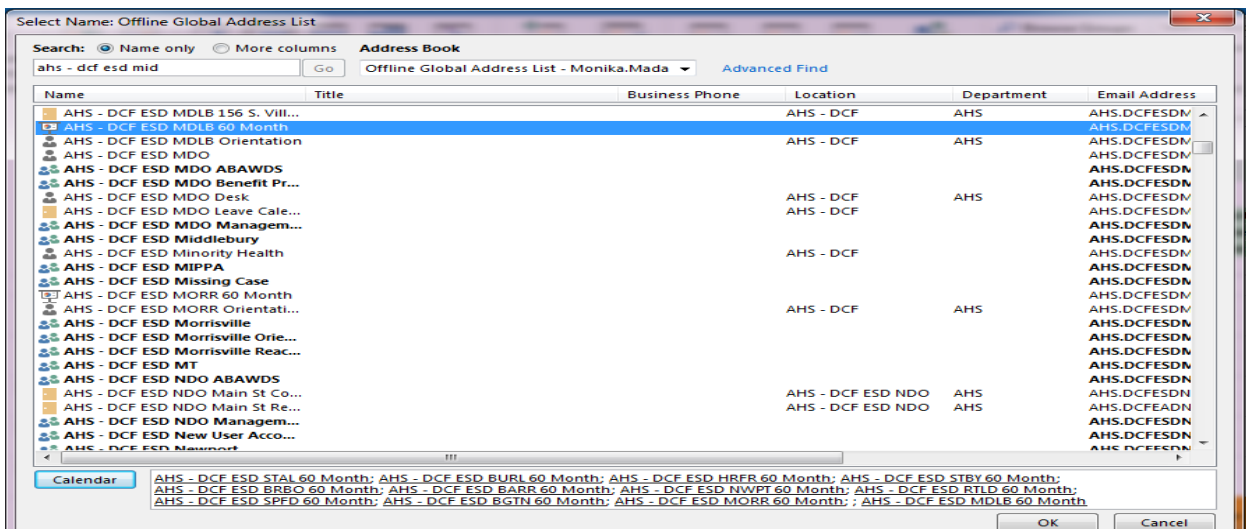 Select Name: Offline Global Address List
Search: Name only More columns Address Book
ahs - dcf esd mid Go Offline Global Address List - Monika.Mada Advanced Find
Name Title Business Phone Location Department Email Address
AHS - DCF ESD MDLB 156 S. Vill... AHS - DCF AHS AHS.DCFESDM
AHS - DCF ESD MDLB 60 Month AHS.DCFESDM
AHS - DCF ESD MDLB Orientation AHS - DCF AHS AHS.DCFESDM
AHS - DCF ESD MDO AHS.DCFESDM
AHS - DCF ESD MDO ABAWDS AHS.DCFESDM
AHS - DCF ESD MDO Benefit Pr... AHS.DCFESDM
AHS - DCF ESD MDO Desk AHS - DCF AHS AHS.DCFESDM
AHS - DCF ESD MDO Leave Cale... AHS - DCF AHS.DCFESDM
AHS - DCF ESD MDO Managem... AHS.DCFESDM
AHS - DCF ESD Middlebury AHS.DCFESDM
AHS - DCF ESD Minority Health AHS - DCF AHS.DCFESDM
AHS - DCF ESD MIPPA AHS.DCFESDM
AHS - DCF ESD Missing Case AHS.DCFESDM
AHS - DCF ESD MORR 60 Month AHS.DCFESDM
AHS - DCF ESD MORR Orientati... AHS - DCF AHS AHS.DCFESDM
AHS - DCF ESD Morrisville AHS.DCFESDM
AHS - DCF ESD Morrisville Orie... AHS.DCFESDM
AHS - DCF ESD Morrisville Reac... AHS.DCFESDM
AHS - DCF ESD MT AHS.DCFESDM
AHS - DCF ESD NDO ABAWDS AHS.DCFESDN
AHS - DCF ESD NDO Main St Co... AHS - DCF ESD NDO AHS AHS.DCFESDN
AHS - DCF ESD NDO Main St Re... AHS - DCF ESD NDO AHS AHS.DCFEADN
AHS - DCF ESD NDO Managem... AHS.DCFESDN
AHS - DCF ESD New User Acco... AHS.DCFESDN
AHS - DCF ESD Newport AHS.DCFESDN
Calendar AHS - DCF ESD STAL 60 Month; AHS - DCF ESD BURL 60 Month; AHS - DCF ESD HRFR 60 Month; AHS - DCF ESD STBY 60 Month;
AHS - DCF ESD BRBO 60 Month; AHS - DCF ESD BARR 60 Month; AHS - DCF ESD NWPT 60 Month; AHS - DCF ESD RTLD 60 Month;
AHS - DCF ESD SPFD 60 Month; AHS - DCF ESD BGTN 60 Month; AHS - DCF ESD MORR 60 Month; ; AHS - DCF ESD MDLB 60 Month
OK Cancel